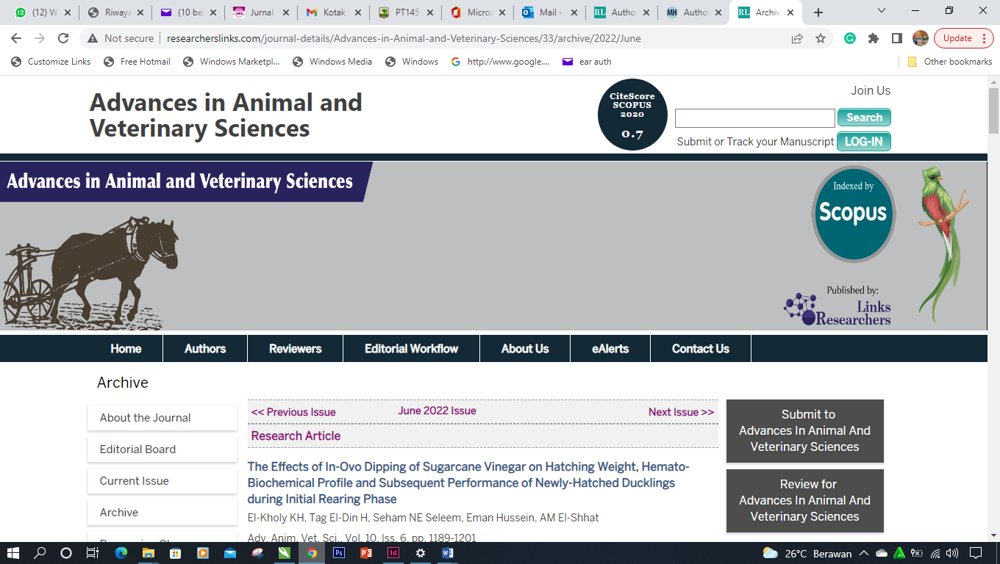 12
(12) W
Riwaya
(10 bel
Jurnal
Kotak
PT145
Micros
Mail -
RL
Autho
MH
Autho
RL
Archiv
Not secure
researcherslinks.com/journal-details/Advances-in-Animal-and-Veterinary-Sciences/33/archive/2022/June
Update
Customize Links
Free Hotmail
Windows Marketpl...
Windows Media
Windows
http://www.google....
ear auth
Other bookmarks
Advances in Animal and
Veterinary Sciences
CiteScore
SCOPUS
2020
0.7
Join Us
Search
Submit or Track your Manuscript
LOG-IN
Advances in Animal and Veterinary Sciences
Indexed by
Scopus
Published by:
Links
Researchers
Home
Authors
Reviewers
Editorial Workflow
About Us
eAlerts
Contact Us
Archive
About the Journal
Editorial Board
Current Issue
Archive
<< Previous Issue
June 2022 Issue
Next Issue >>
Research Article
The Effects of In-Ovo Dipping of Sugarcane Vinegar on Hatching Weight, Hemato-
Biochemical Profile and Subsequent Performance of Newly-Hatched Ducklings
during Initial Rearing Phase
El-Kholy KH, Tag El-Din H, Seham NE Seleem, Eman Hussein, AM El-Shhat
Adv. Anim. Vet. Sci., Vol. 10, Iss. 6, pp. 1189-1201
Submit to
Advances In Animal And
Veterinary Sciences
Review for
Advances In Animal And
Veterinary Sciences
26°C Berawan